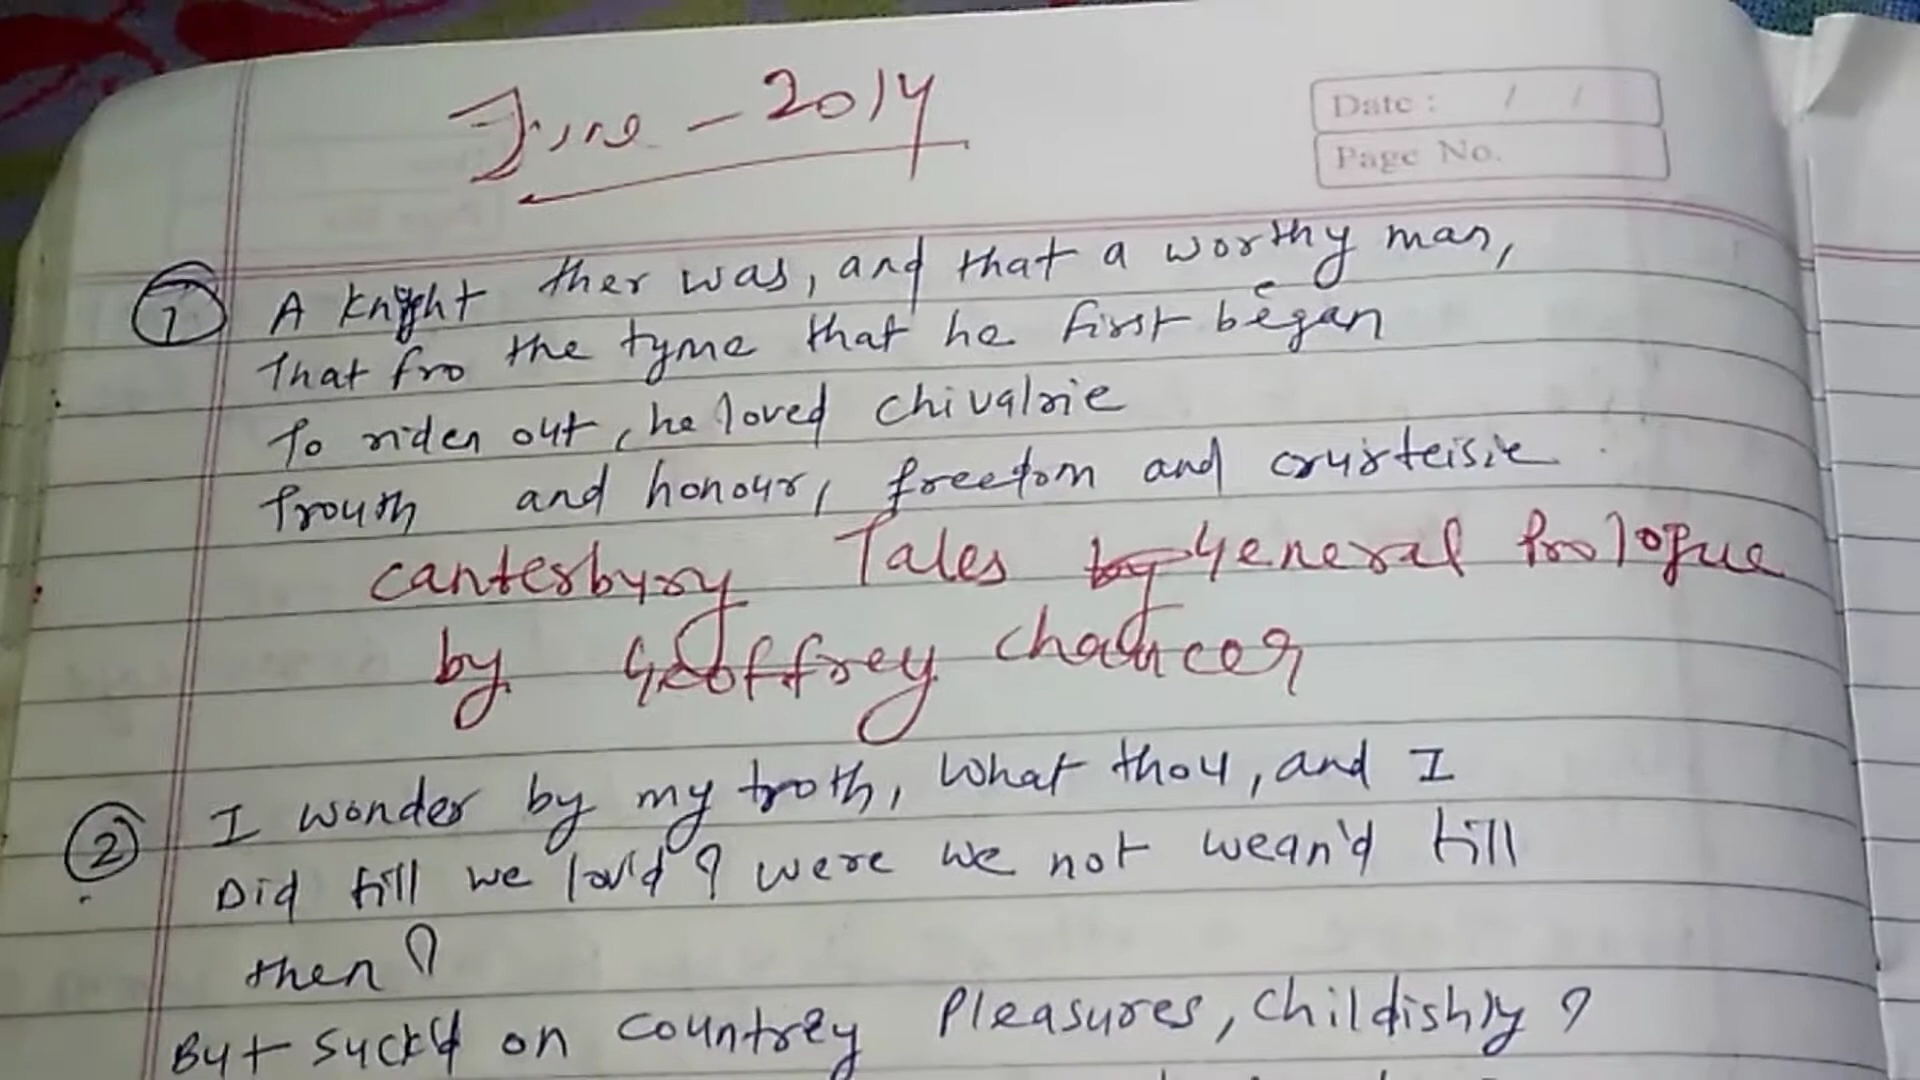 June - 2014
Date : / /
Page No.
1 A knight ther was, and that a worthy man,
That fro the tyme that he first began
To riden out, he loved chivalrie
Trouth and honour, freedom and crurteisie
Canterbury Tales by General Prologue
by Geoffrey Chaucer
2 I wonder by my troth, what thou, and I
Did till we lov'd? were we not wean'd till
then?
But suck'd on countrey Pleasures, childishly?